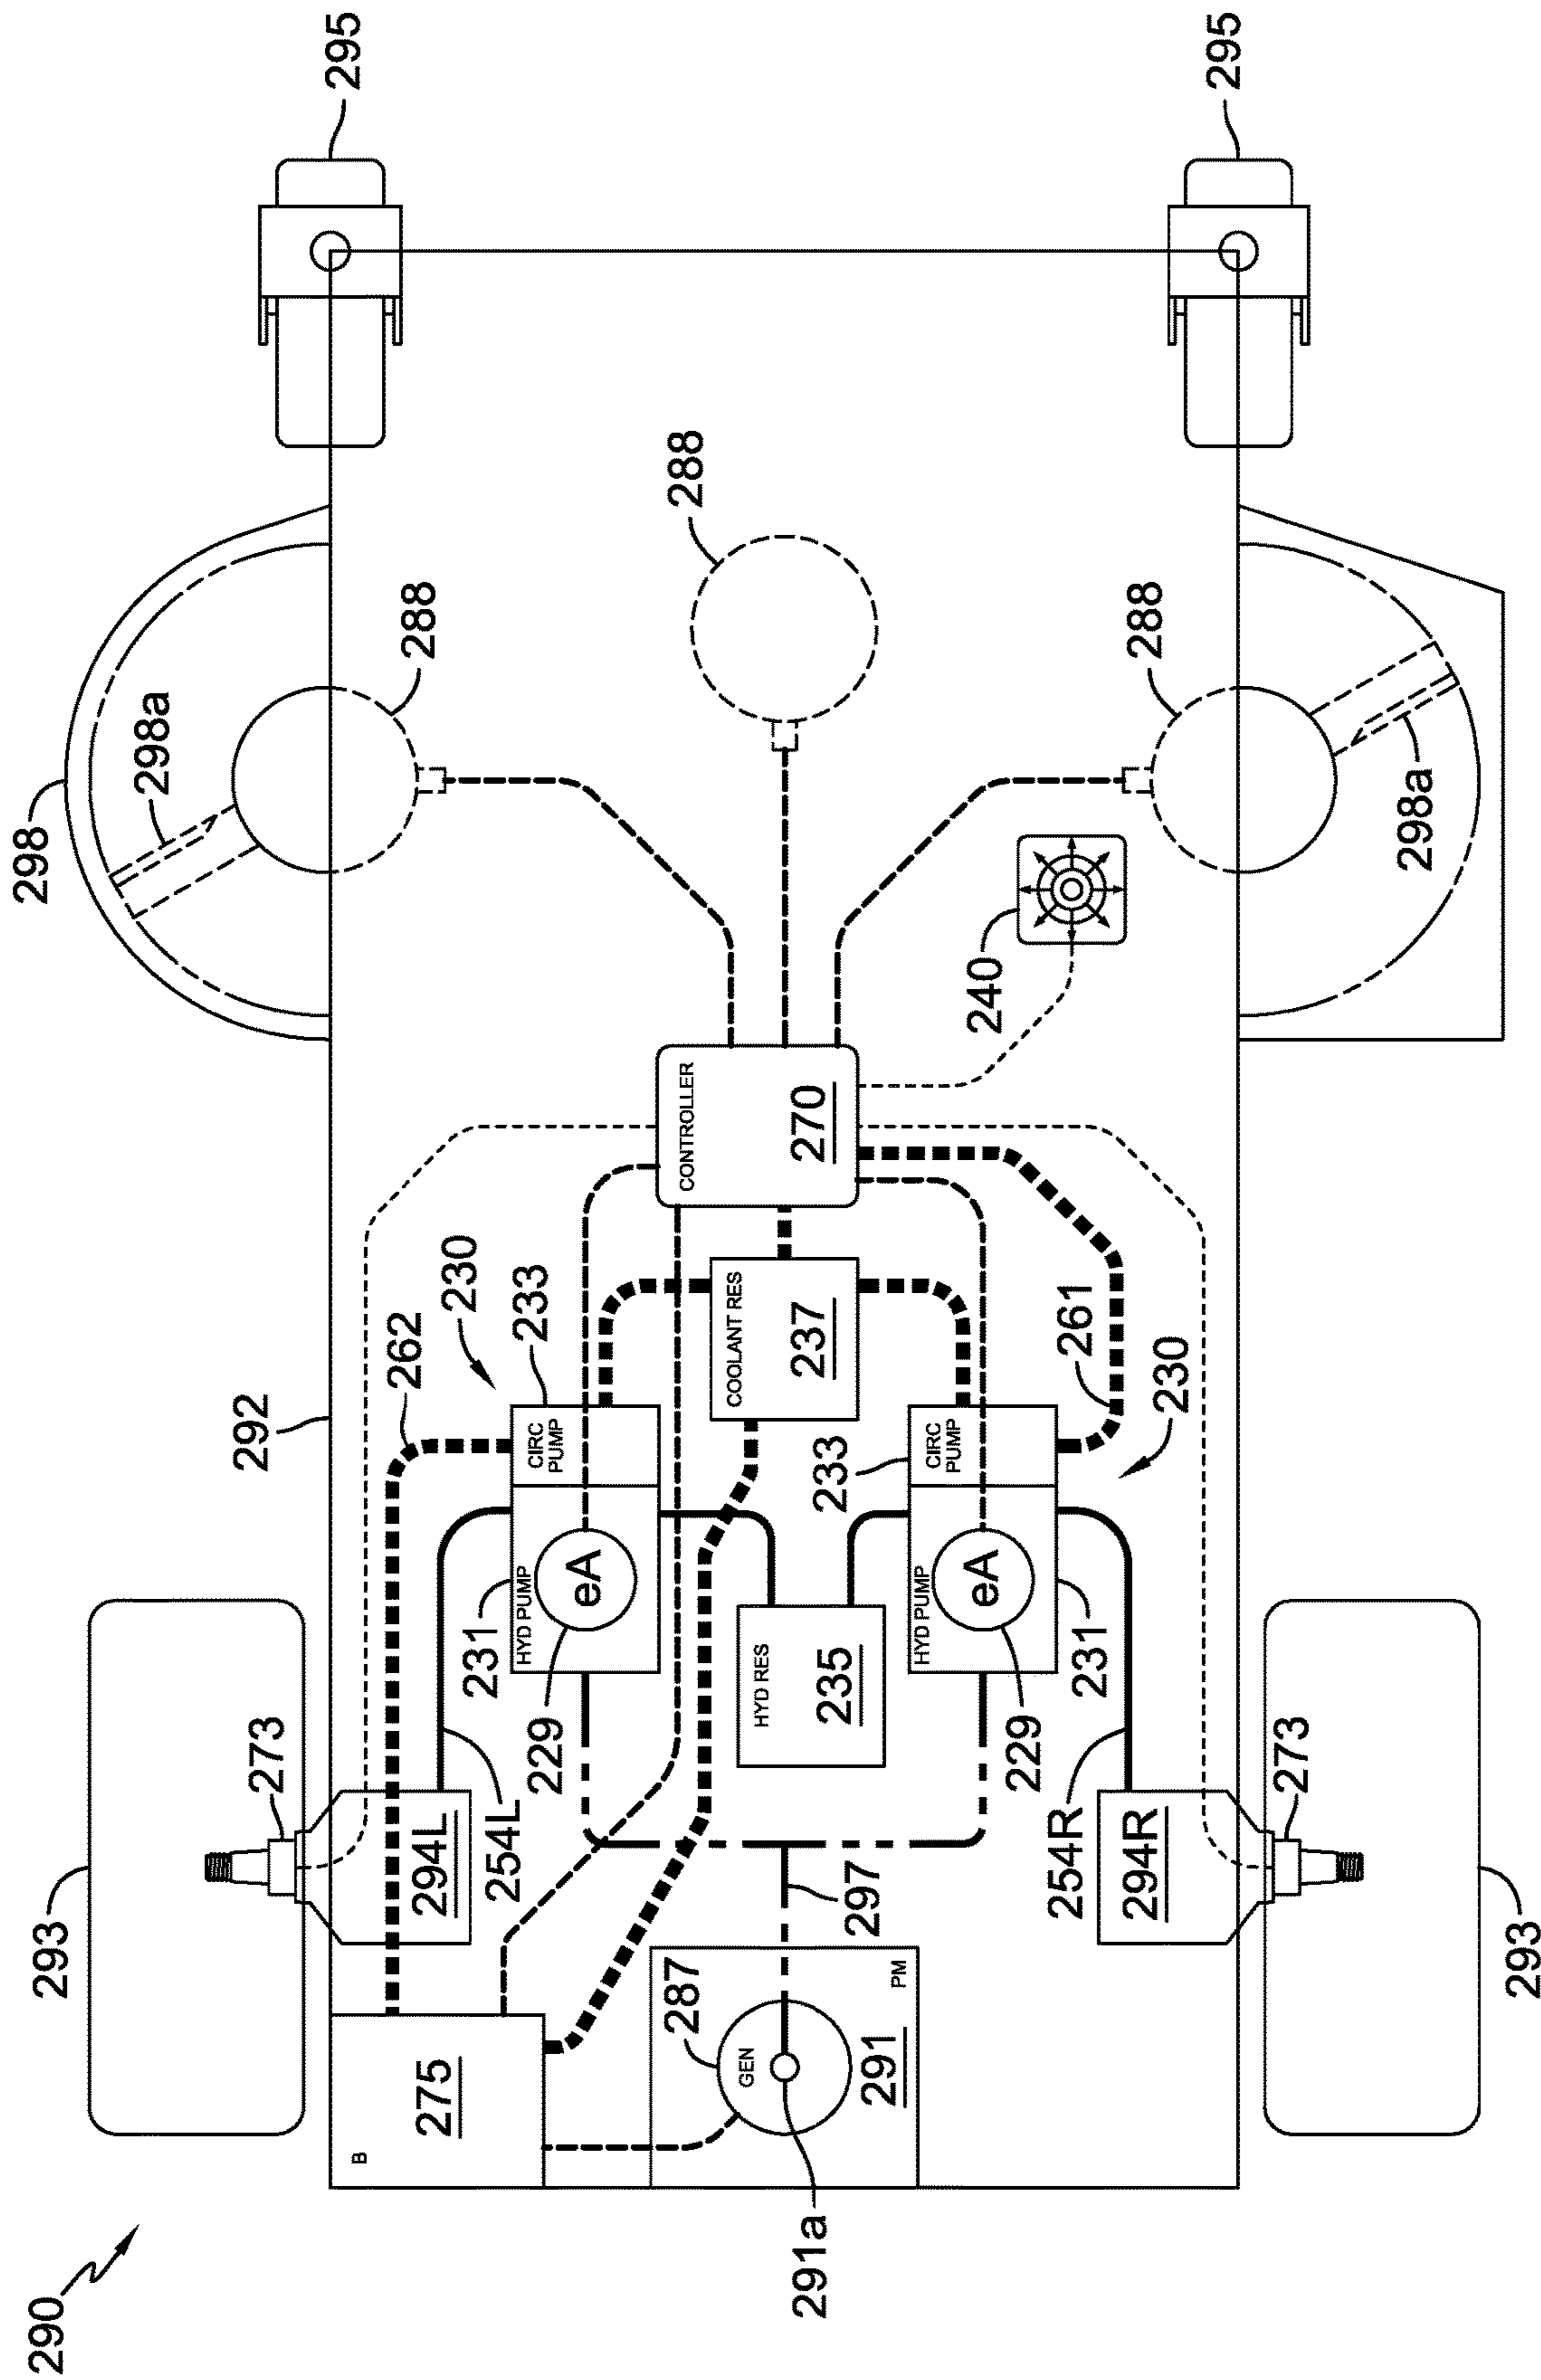 290
293
273
294L
254L
275
B
262
292
230
233
CIRC
PUMP
HYD PUMP
231
eA
229
298
298a
288
295
GEN
287
291
PM
291a
297
HYD RES
235
COOLANT RES
237
CONTROLLER
270
288
240
261
230
233
CIRC
PUMP
HYD PUMP
231
eA
229
254R
294R
273
293
288
298a
295